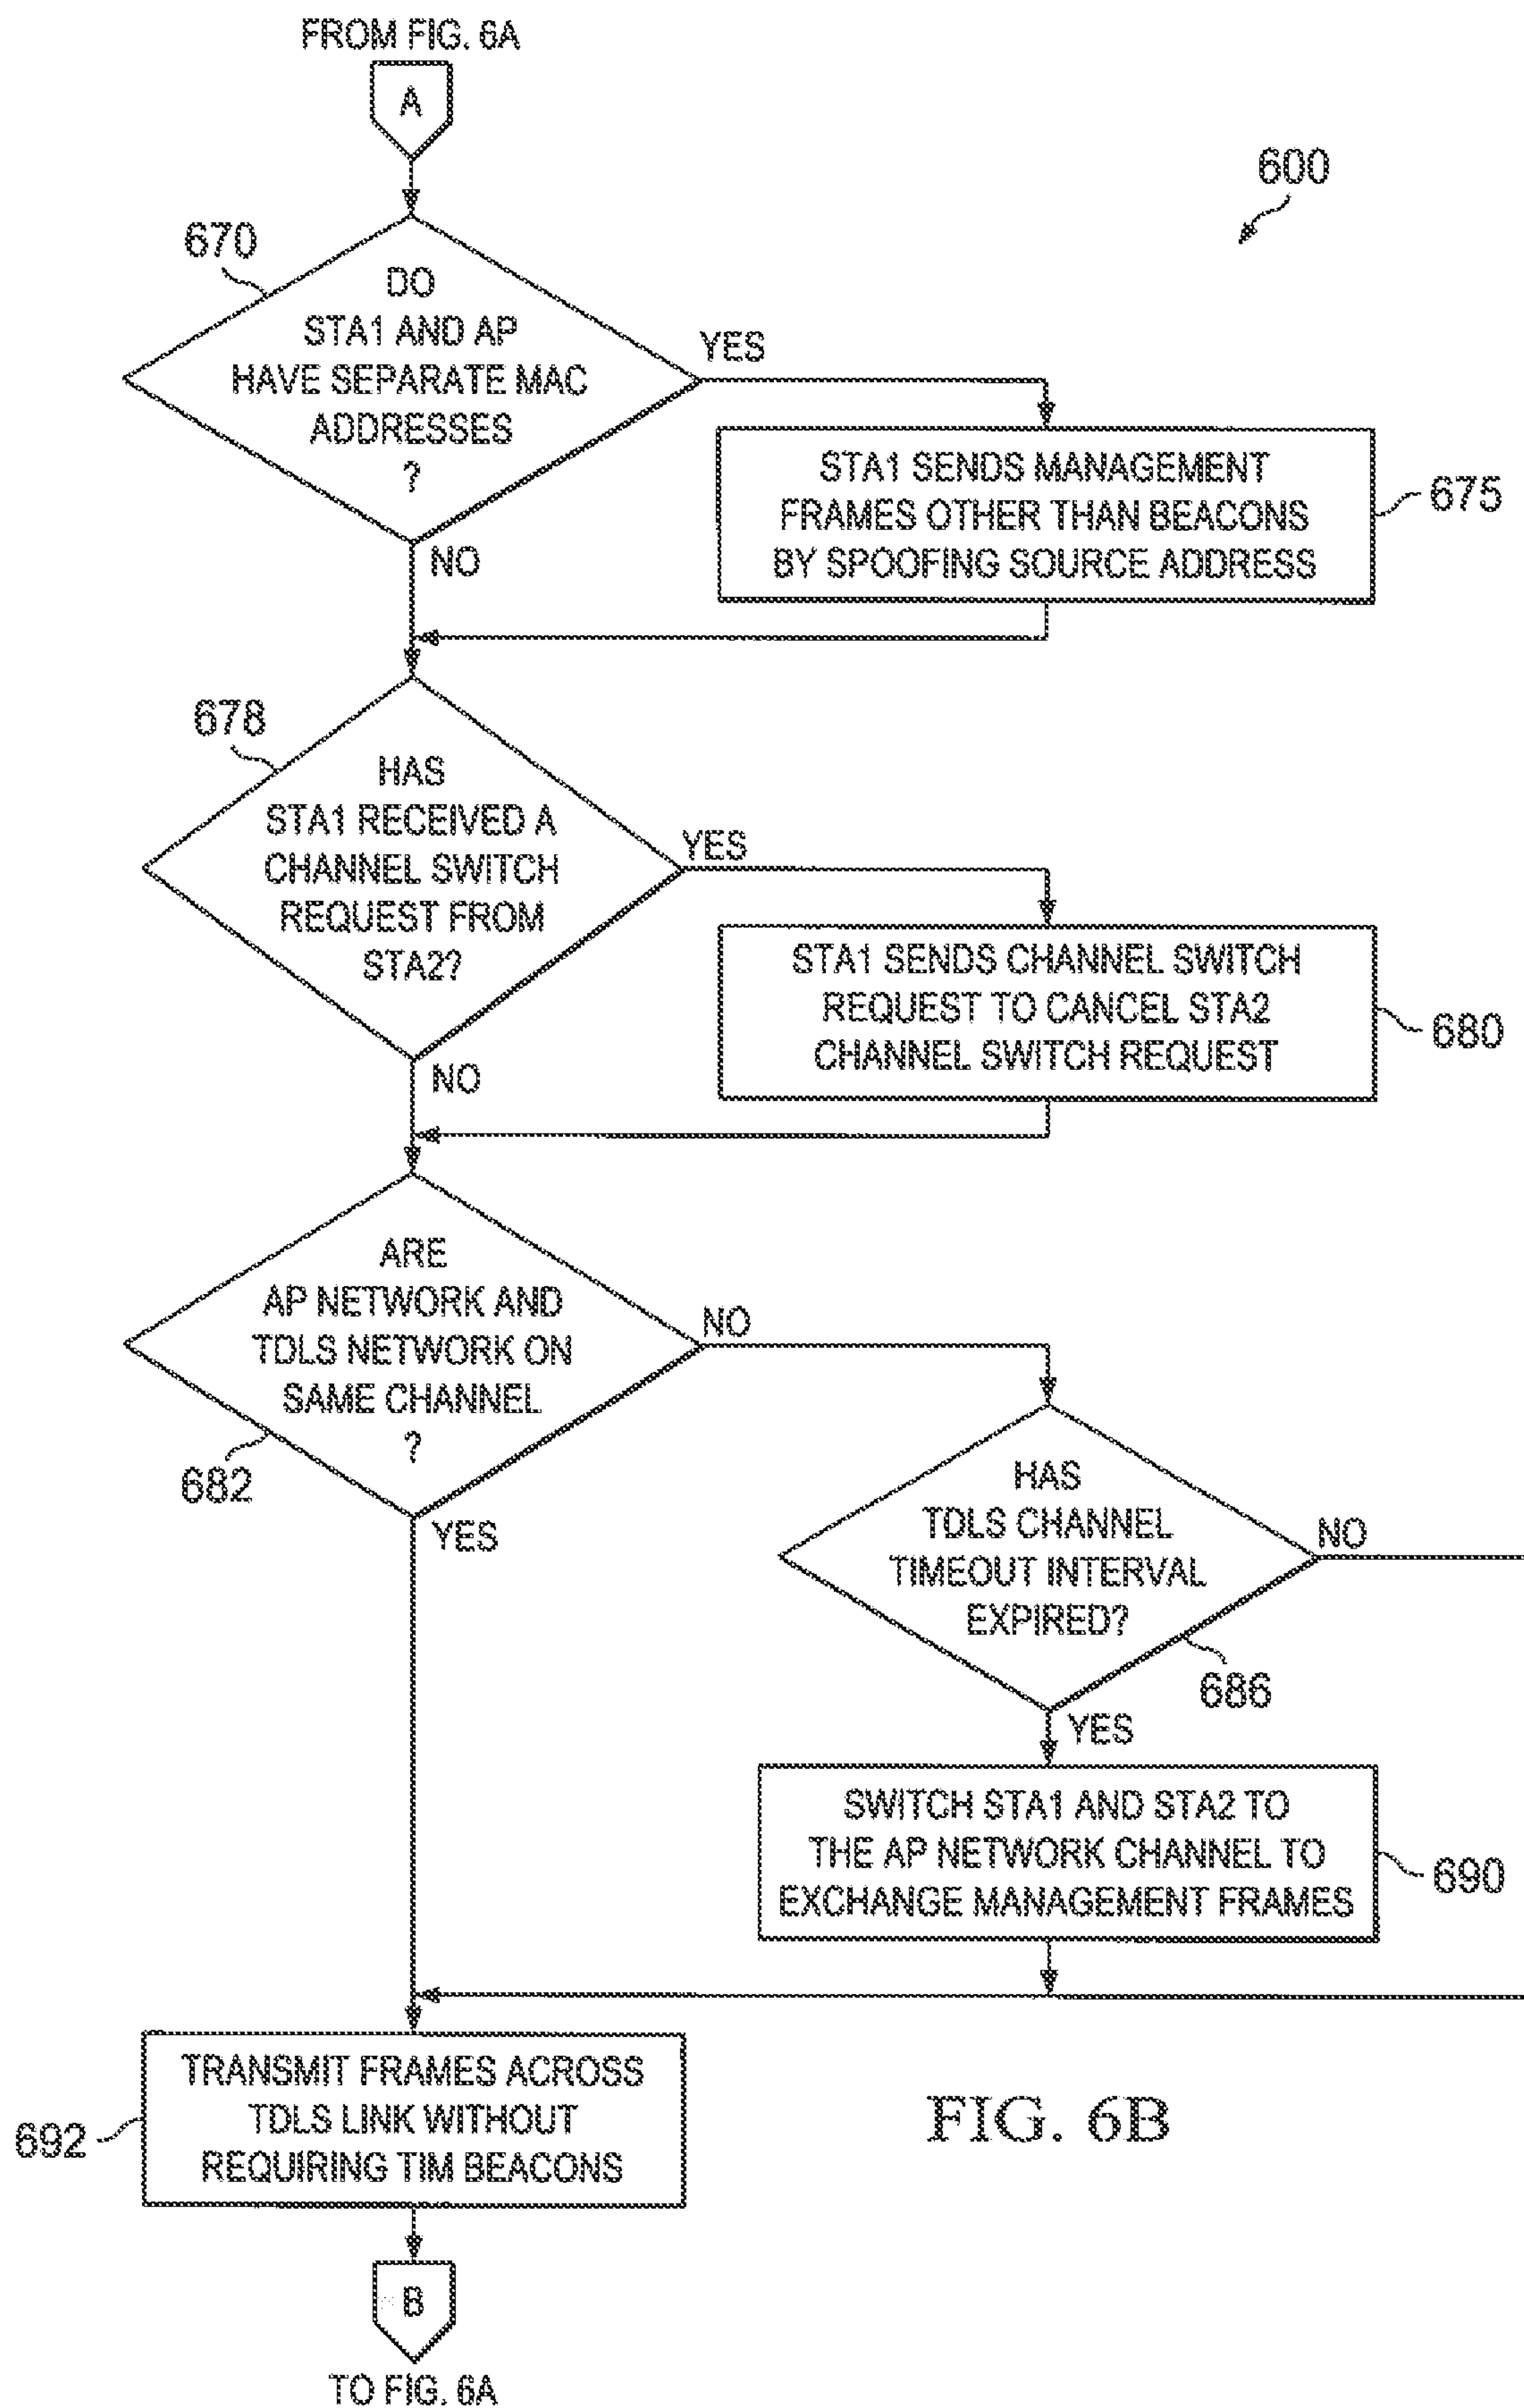 FROM FIG. 6A
A
600
670
DO
STA1 AND AP
HAVE SEPARATE MAC
ADDRESSES
?
YES
NO
STA1 SENDS MANAGEMENT
FRAMES OTHER THAN BEACONS
BY SPOOFING SOURCE ADDRESS
675
678
HAS
STA1 RECEIVED A
CHANNEL SWITCH
REQUEST FROM
STA2?
YES
NO
STA1 SENDS CHANNEL SWITCH
REQUEST TO CANCEL STA2
CHANNEL SWITCH REQUEST
680
ARE
AP NETWORK AND
TDLS NETWORK ON
SAME CHANNEL
?
682
NO
YES
HAS
TDLS CHANNEL
TIMEOUT INTERVAL
EXPIRED?
NO
686
YES
SWITCH STA1 AND STA2 TO
THE AP NETWORK CHANNEL TO
EXCHANGE MANAGEMENT FRAMES
690
TRANSMIT FRAMES ACROSS
TDLS LINK WITHOUT
REQUIRING TIM BEACONS
692
FIG. 6B
B
TO FIG. 6A